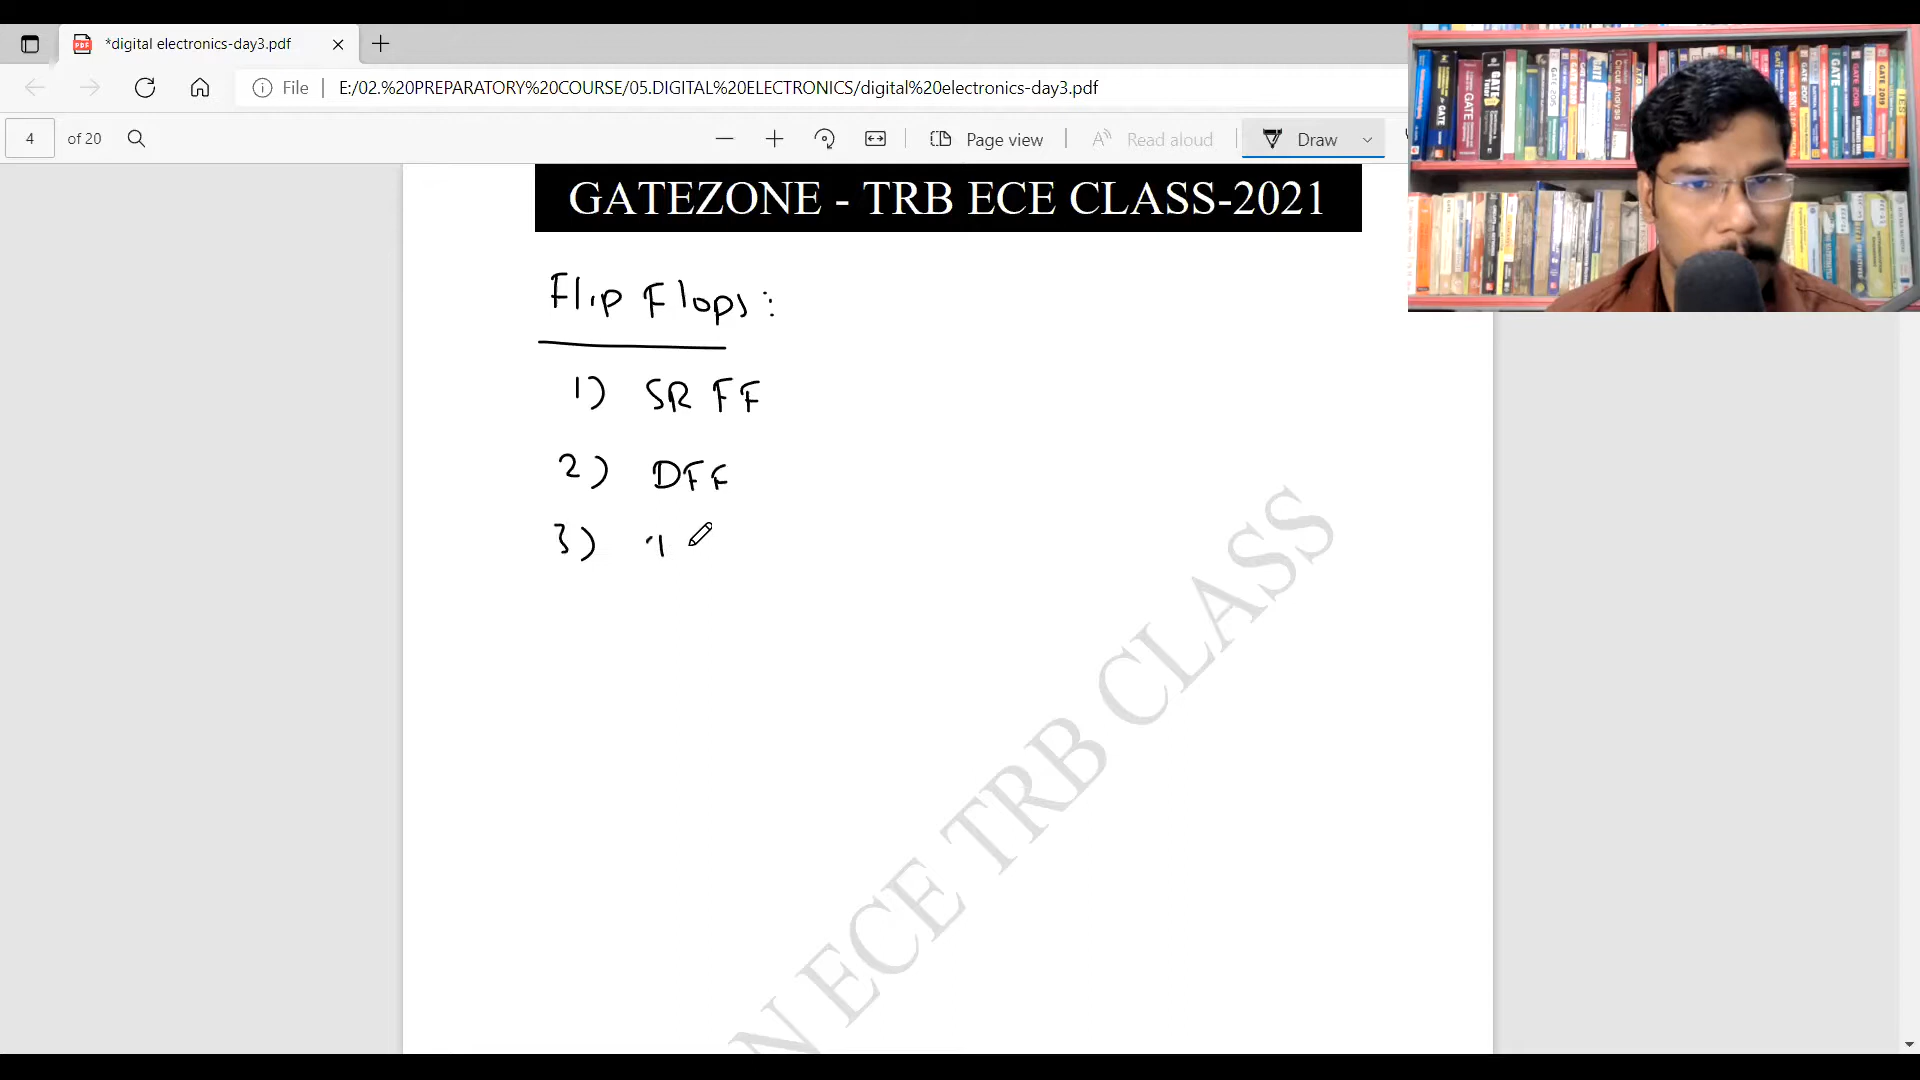 *digital electronics-day3.pdf
File
E:/02.%20PREPARATORY%20COURSE/05.DIGITAL%20ELECTRONICS/digital%20electronics-day3.pdf
4 of 20
Page view
Read aloud
Draw
GATEZONE - TRB ECE CLASS-2021
Flip Flops :
1) SR FF
2) DFF
3)
N ECE TRB CLASS